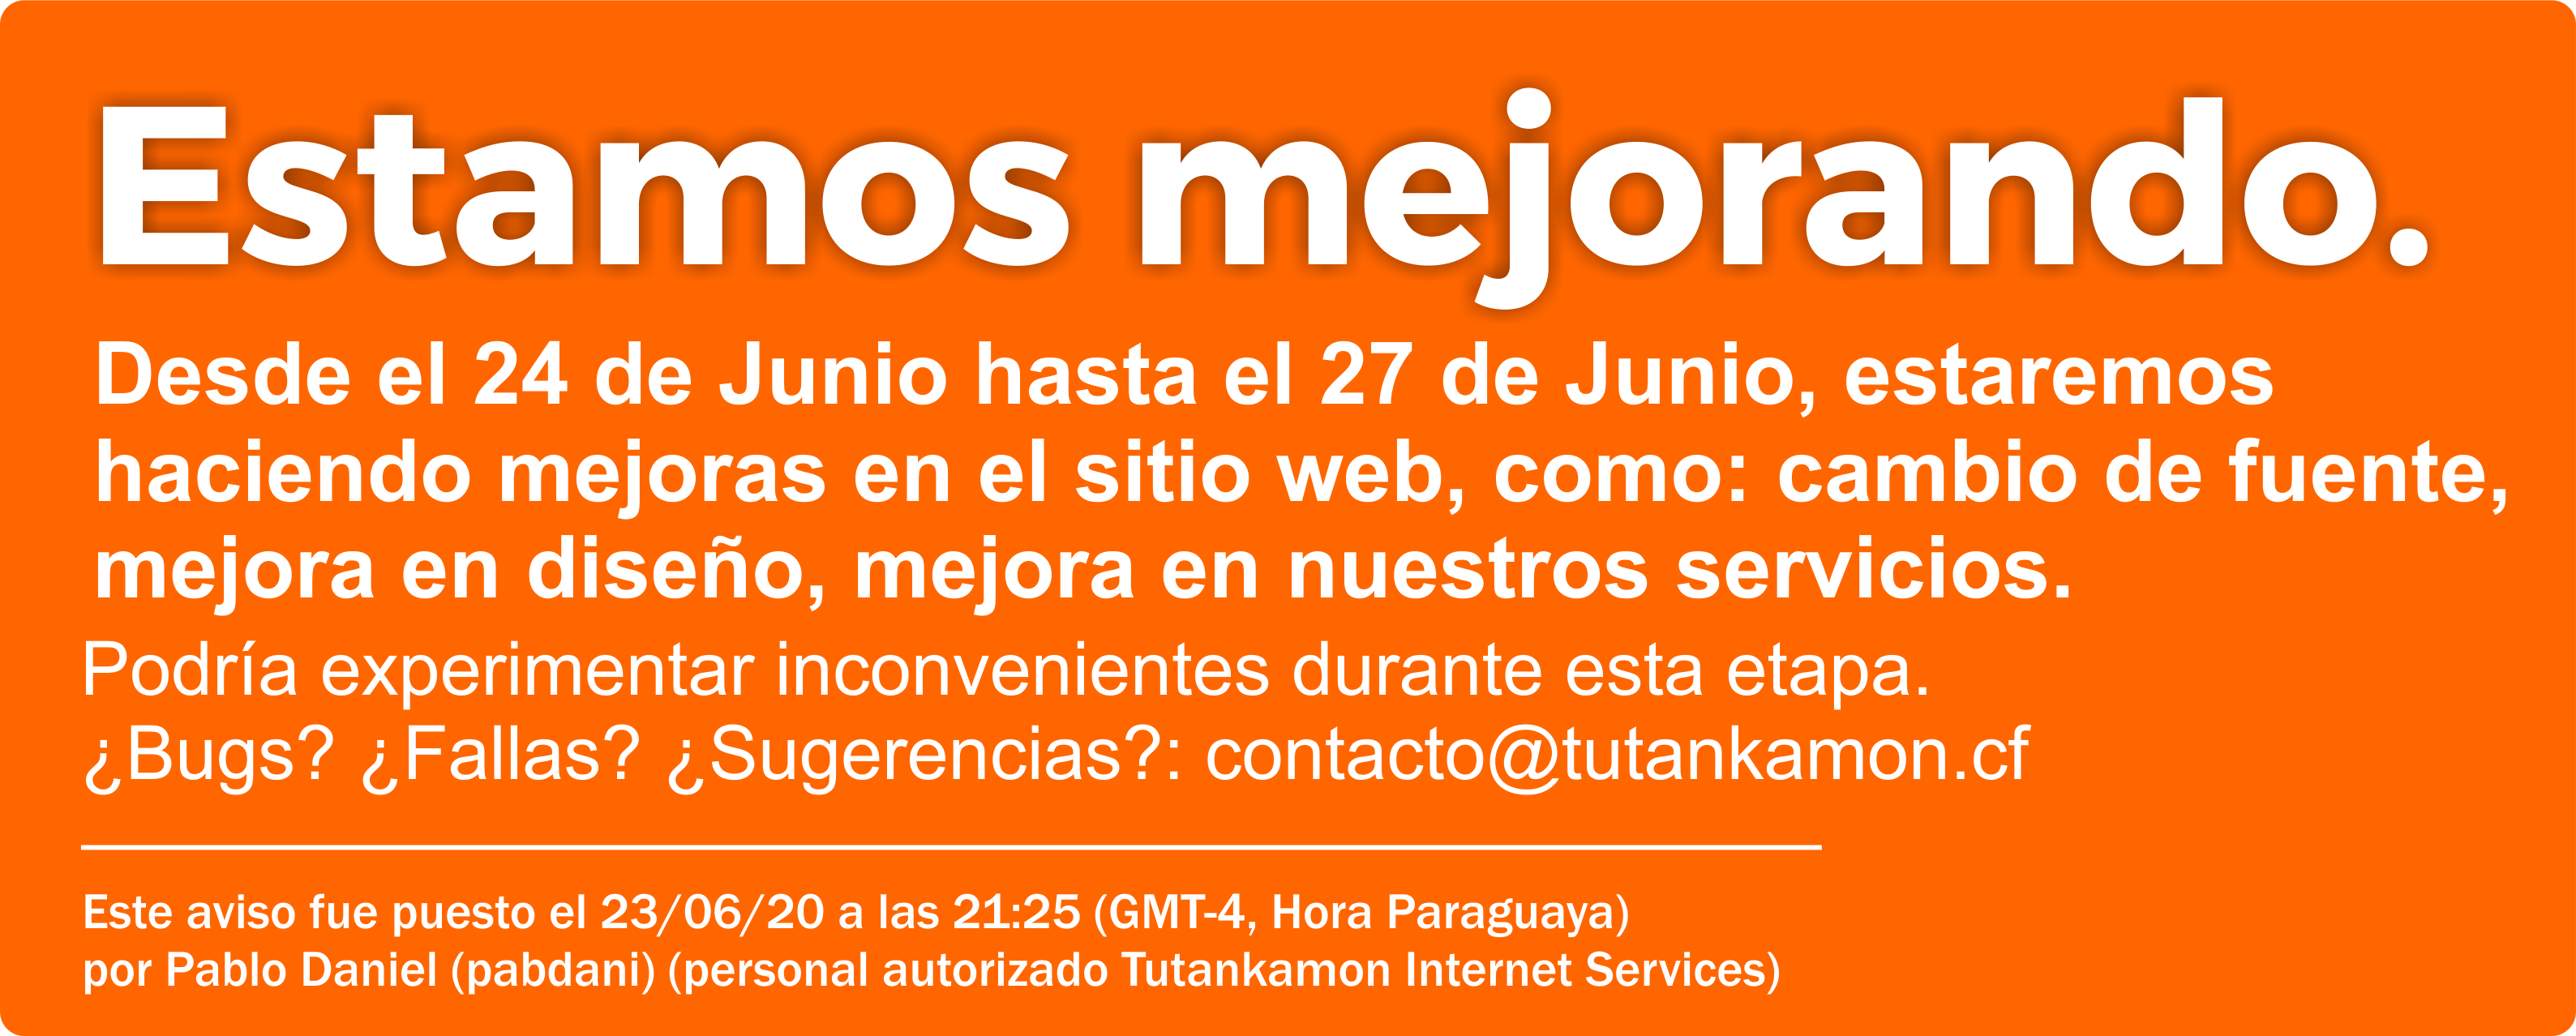 Estamos mejorando.
Desde el 24 de Junio hasta el 27 de Junio, estaremos
haciendo mejoras en el sitio web, como: cambio de fuente,
mejora en diseño, mejora en nuestros servicios.
Podría experimentar inconvenientes durante esta etapa.
¿Bugs? ¿Fallas? ¿Sugerencias?: contacto@tutankamon.cf
Este aviso fue puesto el 23/06/20 a las 21:25 (GMT-4, Hora Paraguaya)
por Pablo Daniel (pabdani) (personal autorizado Tutankamon Internet Services)